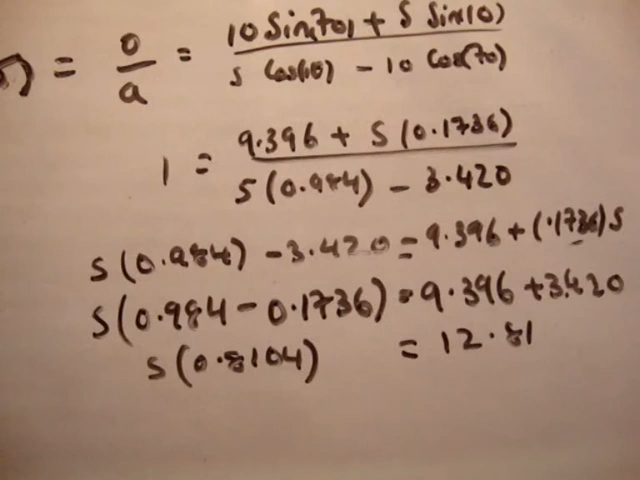 ) = o/a = 10 Sin(70) + S Sin(10) / S Cos(10) - 10 Cos(70)
1 = 9.396 + S(0.1736) / S(0.984) - 3.420
S(0.984) - 3.420 = 9.396 + (.1736)S
S(0.984 - 0.1736) = 9.396 + 3.420
S(0.8104) = 12.81